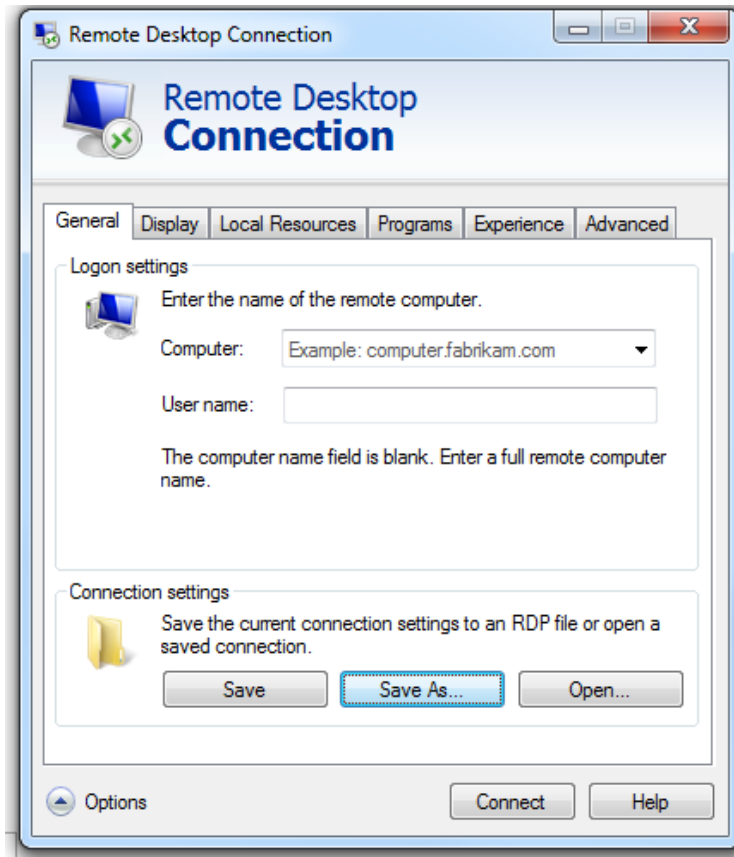 Remote Desktop Connection
Remote Desktop
Connection
General Display Local Resources Programs Experience Advanced
Logon settings
Enter the name of the remote computer.
Computer: Example: computer.fabrikam.com
User name:
The computer name field is blank. Enter a full remote computer
name.
Connection settings
Save the current connection settings to an RDP file or open a
saved connection.
Save Save As... Open...
Options Connect Help